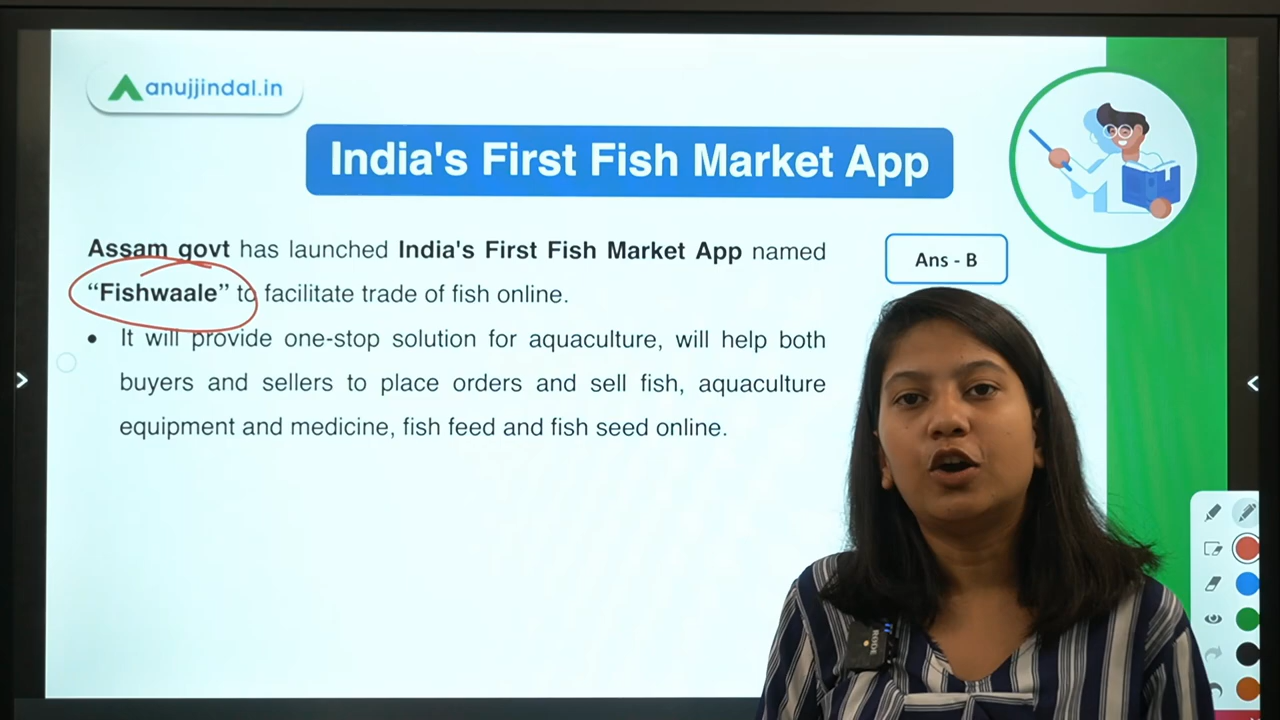 anujjindal.in
India's First Fish Market App
Assam govt has launched India's First Fish Market App named
“Fishwaale” to facilitate trade of fish online.
Ans - B
• It will provide one-stop solution for aquaculture, will help both
buyers and sellers to place orders and sell fish, aquaculture
equipment and medicine, fish feed and fish seed online.
RODE